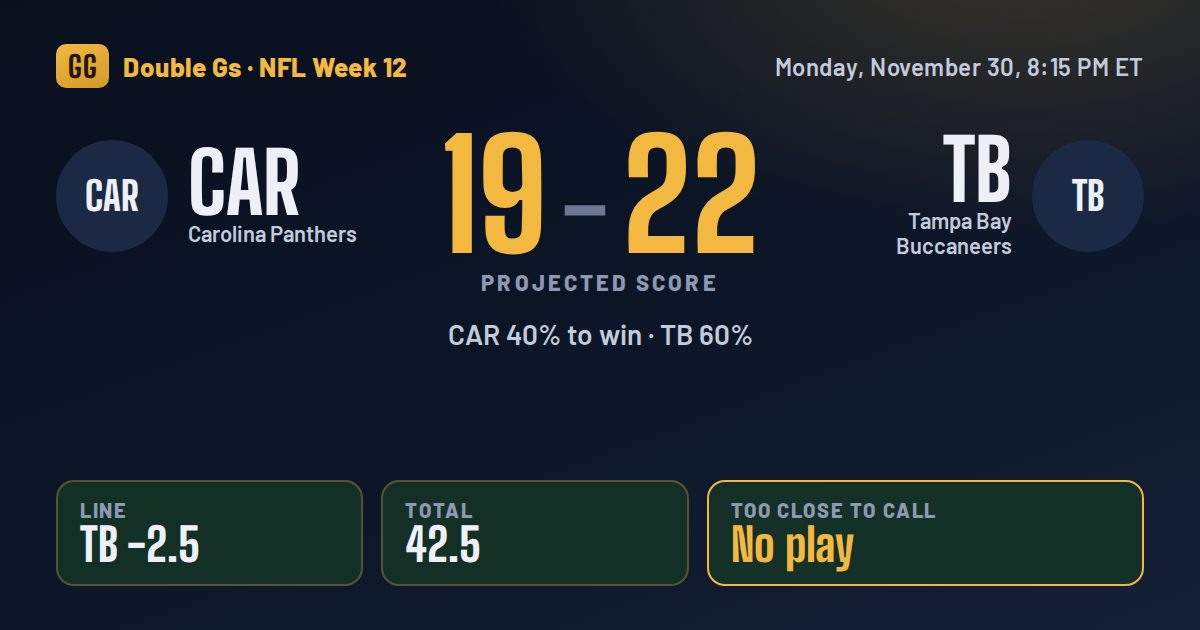 GG
Double Gs · NFL Week 12
Monday, November 30, 8:15 PM ET
CAR
CAR
Carolina Panthers
19 – 22
PROJECTED SCORE
CAR 40% to win · TB 60%
TB
Tampa Bay
Buccaneers
TB
LINE
TB -2.5
TOTAL
42.5
TOO CLOSE TO CALL
No play